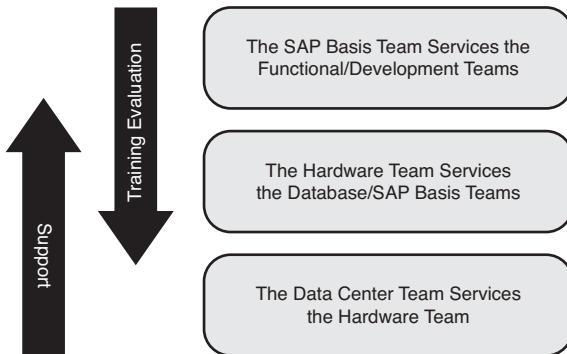 Support
Training Evaluation
The SAP Basis Team Services the
Functional/Development Teams
The Hardware Team Services
the Database/SAP Basis Teams
The Data Center Team Services
the Hardware Team